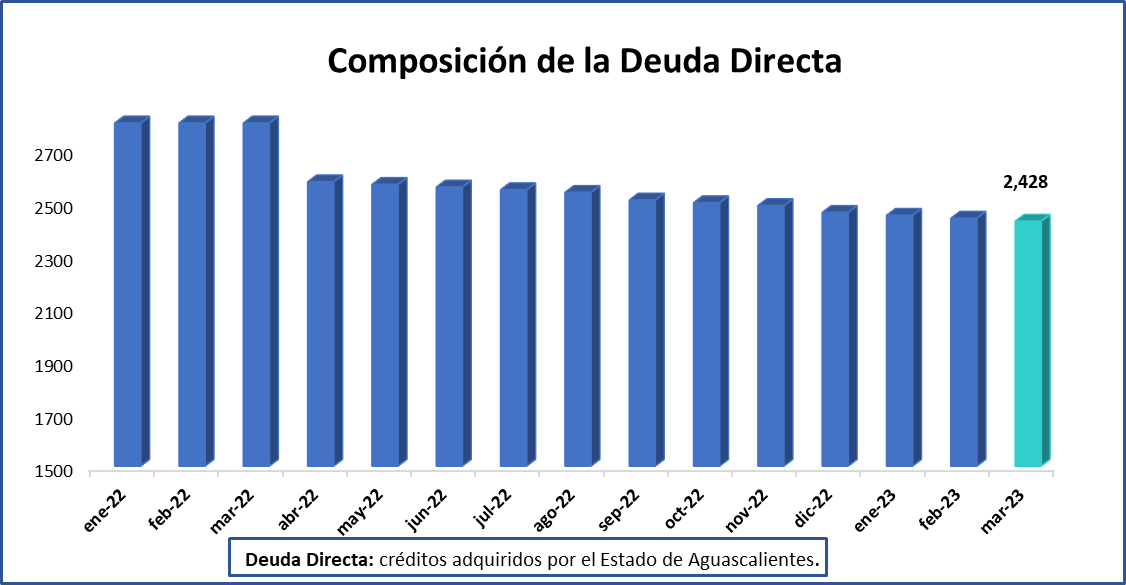 Composición de la Deuda Directa
2700
2500
2300
2100
1900
1700
1500
2,428
ene-22
feb-22
mar-22
abr-22
may-22
jun-22
jul-22
ago-22
sep-22
oct-22
nov-22
dic-22
ene-23
feb-23
mar-23
Deuda Directa: créditos adquiridos por el Estado de Aguascalientes.